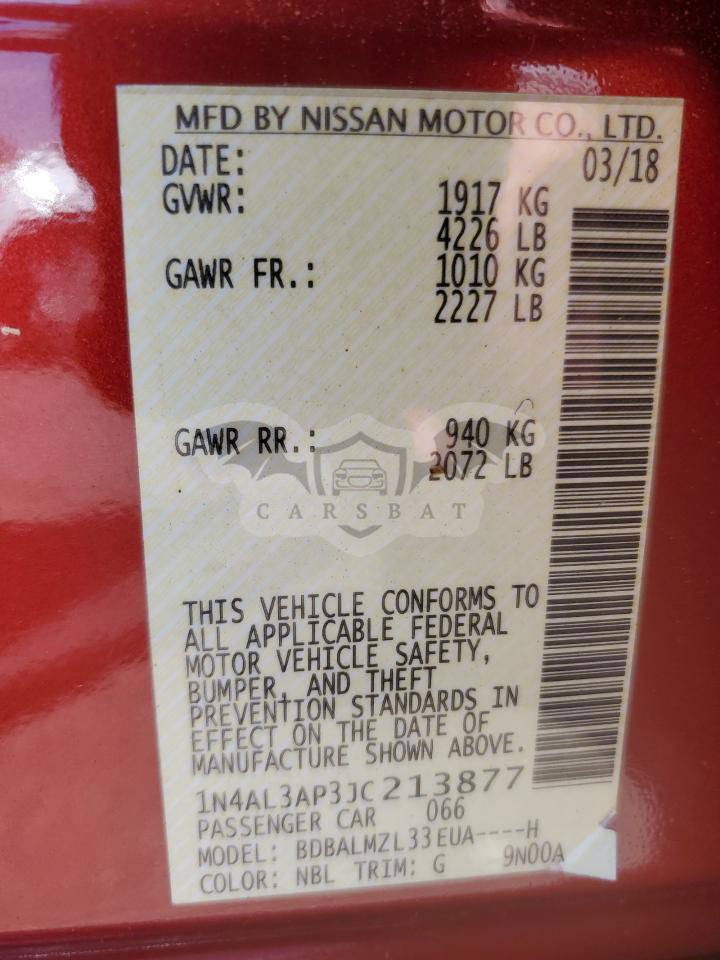 MFD BY NISSAN MOTOR CO., LTD.
DATE: 03/18
GVWR: 1917 KG
4226 LB
GAWR FR.: 1010 KG
2227 LB
GAWR RR.: 940 KG
2072 LB
CARSBAT
THIS VEHICLE CONFORMS TO
ALL APPLICABLE FEDERAL
MOTOR VEHICLE SAFETY,
BUMPER, AND THEFT
PREVENTION STANDARDS IN
EFFECT ON THE DATE OF
MANUFACTURE SHOWN ABOVE.
1N4AL3AP3JC213877
PASSENGER CAR 066
MODEL: BDBALMZL33EUA----H
COLOR: NBL TRIM: G 9N00A